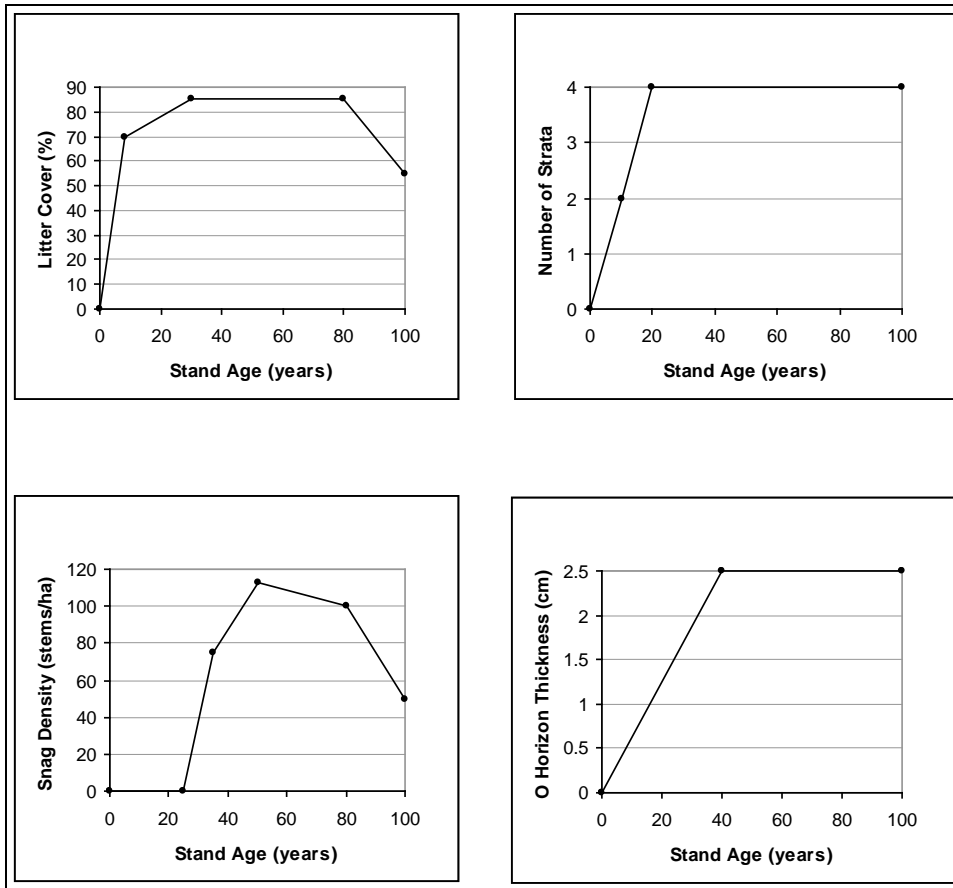 Litter Cover (%)
90
80
70
60
50
40
30
20
10
0
0 20 40 60 80 100
Stand Age (years)
Number of Strata
4
3
2
1
0
0 20 40 60 80 100
Stand Age (years)
Snag Density (stems/ha)
120
100
80
60
40
20
0
0 20 40 60 80 100
Stand Age (years)
O Horizon Thickness (cm)
2.5
2
1.5
1
0.5
0
0 20 40 60 80 100
Stand Age (years)